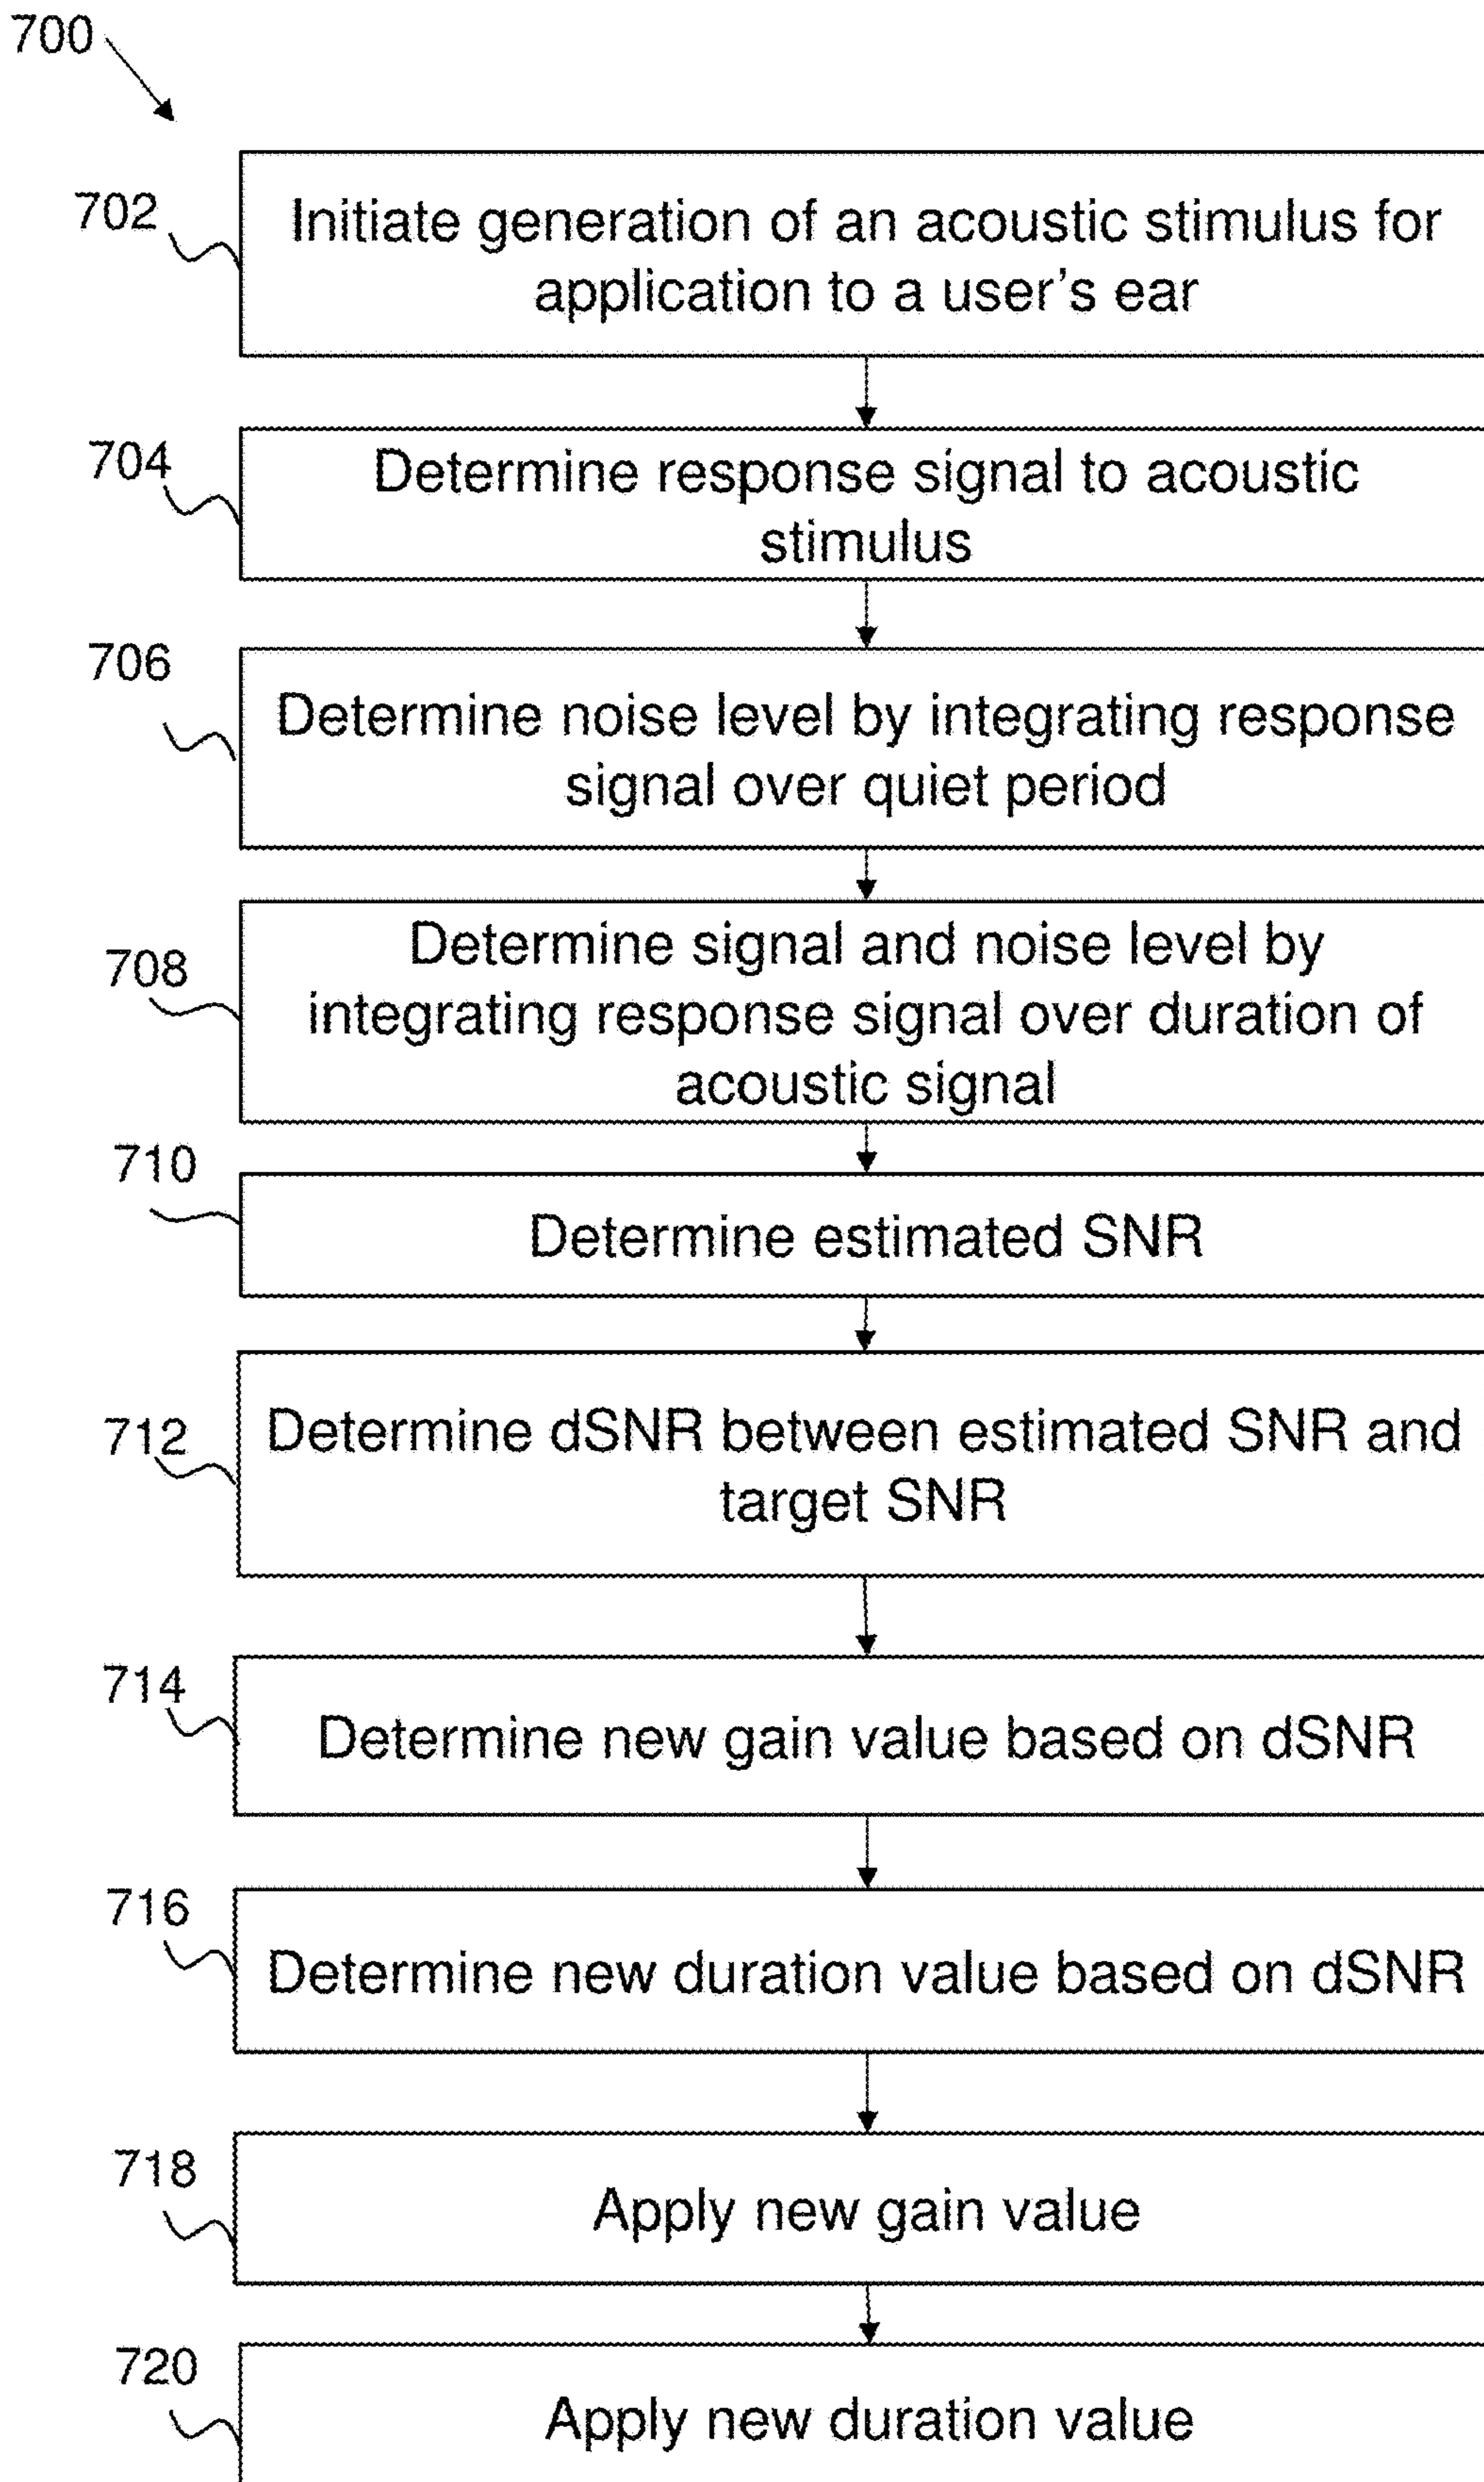 700
702
Initiate generation of an acoustic stimulus for
application to a user's ear
704
Determine response signal to acoustic
stimulus
706
Determine noise level by integrating response
signal over quiet period
708
Determine signal and noise level by
integrating response signal over duration of
acoustic signal
710
Determine estimated SNR
712
Determine dSNR between estimated SNR and
target SNR
714
Determine new gain value based on dSNR
716
Determine new duration value based on dSNR
718
Apply new gain value
720
Apply new duration value